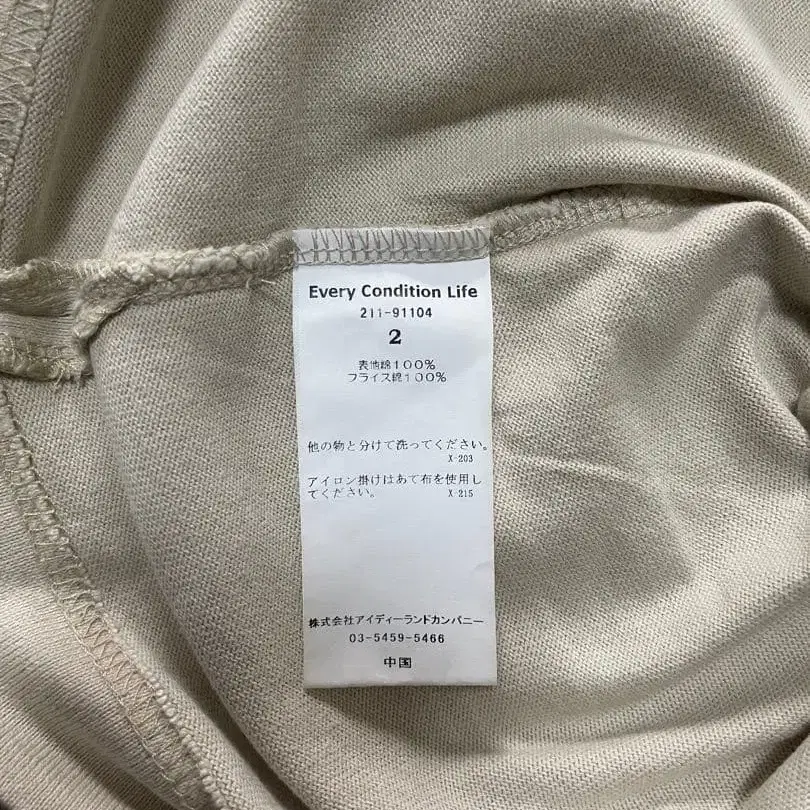 Every Condition Life
211-91104
2
表地綿100%
フライス綿100%
他の物と分けて洗ってください。
X-203
アイロン掛けはあて布を使用し
てください。 X-215
株式会社アイディーランドカンパニー
03-5459-5466
中国